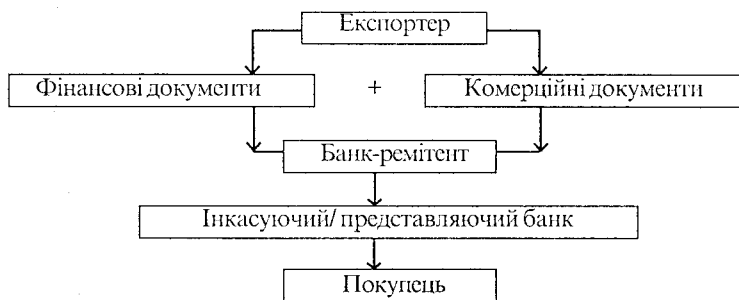 Експортер
Фінансові документи + Комерційні документи
Банк-ремітент
Інкасуючий/ представляючий банк
Покупець